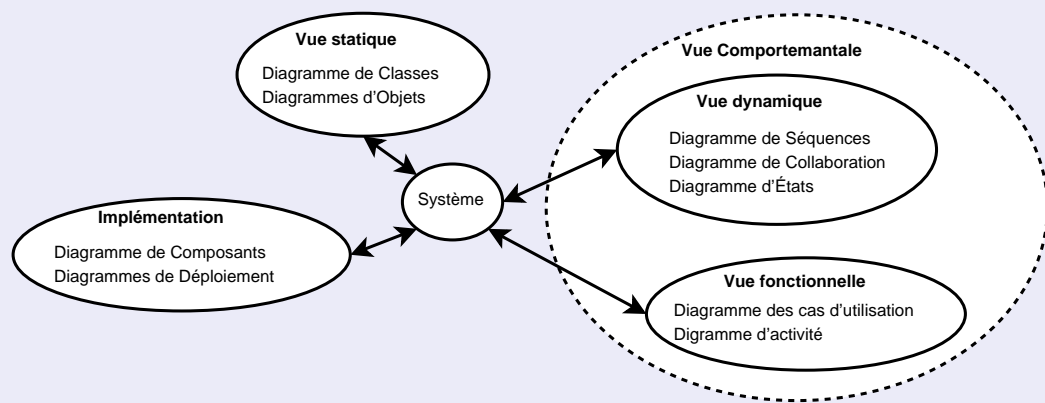 Vue statique
Diagramme de Classes
Diagrammes d'Objets
Vue Comportemantale
Vue dynamique
Diagramme de Séquences
Diagramme de Collaboration
Diagramme d'États
Système
Implémentation
Diagramme de Composants
Diagrammes de Déploiement
Vue fonctionnelle
Diagramme des cas d'utilisation
Digramme d'activité